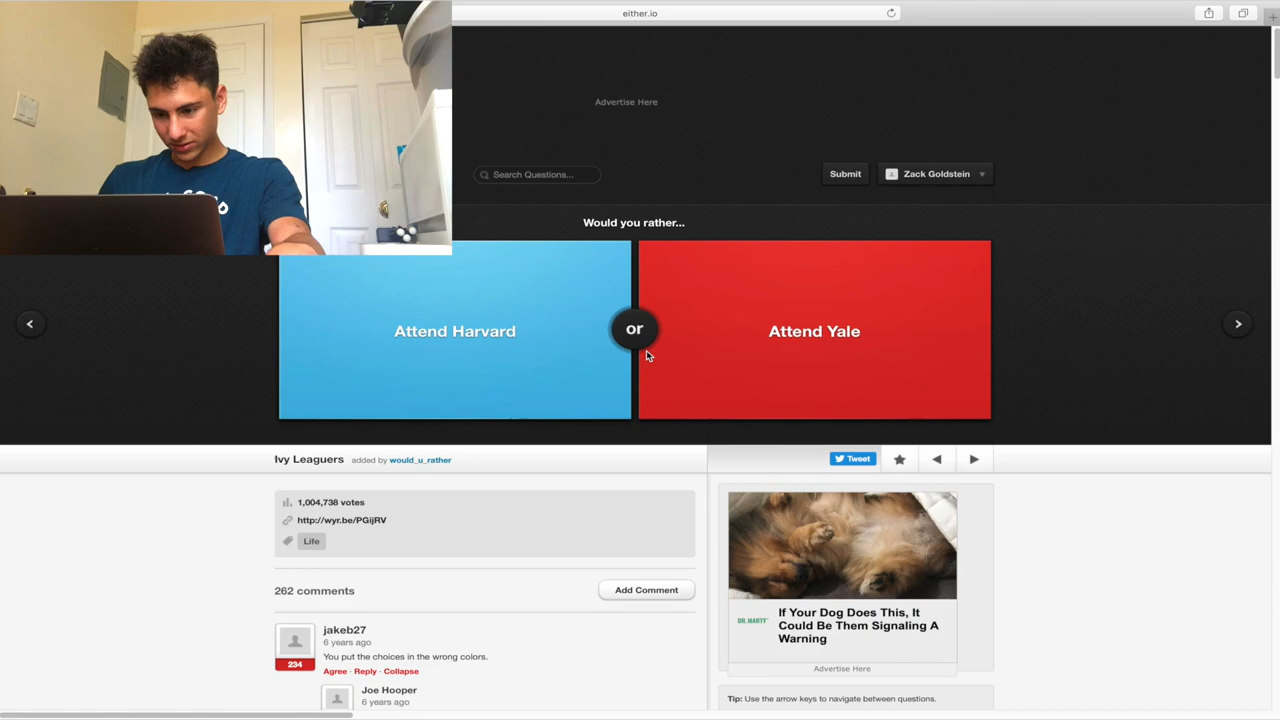 either.io
Advertise Here
Search Questions...
Submit
Zack Goldstein
Would you rather...
Attend Harvard
or
Attend Yale
Ivy Leaguers added by would_u_rather
Tweet
1,004,738 votes
http://wyr.be/PGijRV
Life
262 comments
Add Comment
jakeb27
6 years ago
234
You put the choices in the wrong colors.
Agree · Reply · Collapse
Joe Hooper
6 years ago
DR. MARTY
If Your Dog Does This, It
Could Be Them Signaling A
Warning
Advertise Here
Tip: Use the arrow keys to navigate between questions.